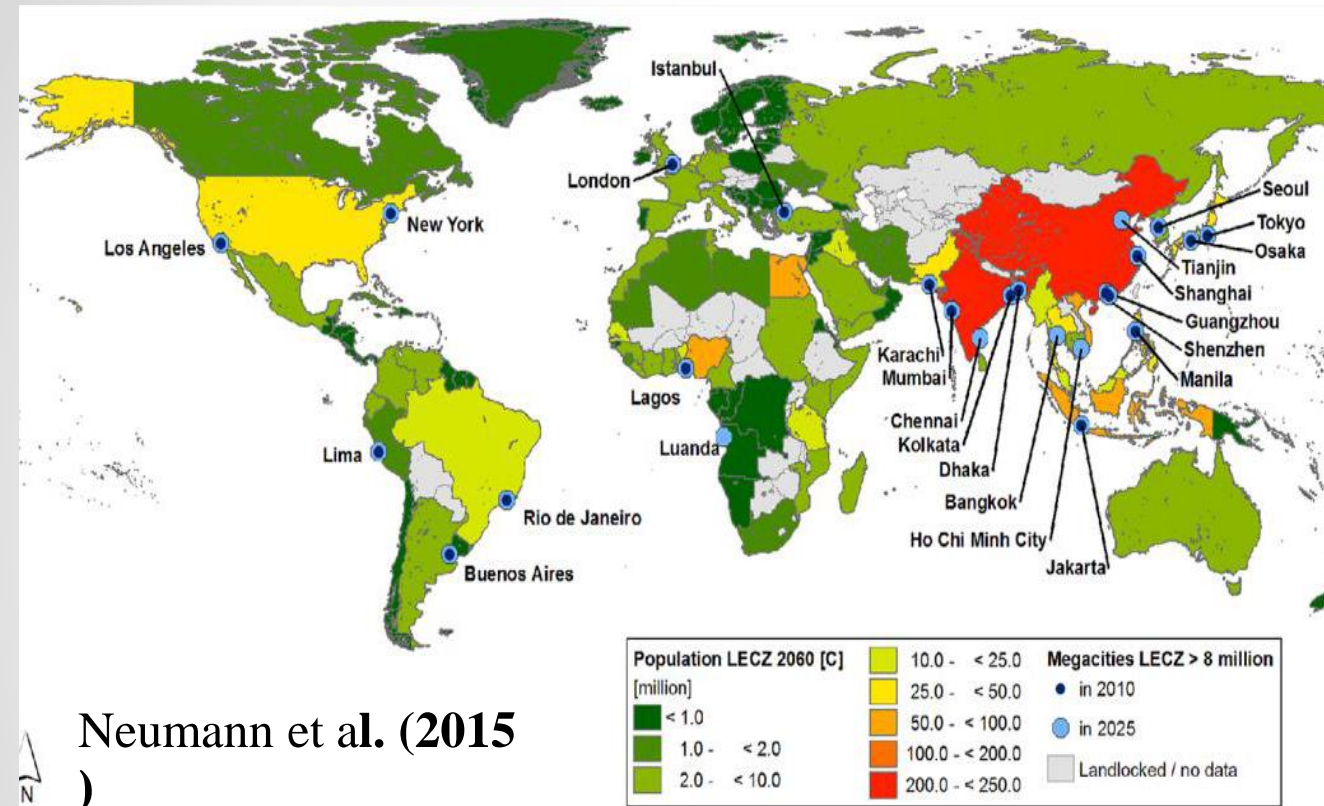 Istanbul
London
New York
Los Angeles
Seoul
Tokyo
Osaka
Tianjin
Shanghai
Guangzhou
Shenzhen
Manila
Karachi
Mumbai
Chennai
Kolkata
Dhaka
Bangkok
Ho Chi Minh City
Jakarta
Lagos
Luanda
Lima
Rio de Janeiro
Buenos Aires
Population LECZ 2060 [C]
[million]
< 1.0
1.0 - < 2.0
2.0 - < 10.0
10.0 - < 25.0
25.0 - < 50.0
50.0 - < 100.0
100.0 - < 200.0
200.0 - < 250.0
Megacities LECZ > 8 million
in 2010
in 2025
Landlocked / no data
Neumann et al. (2015
)
N